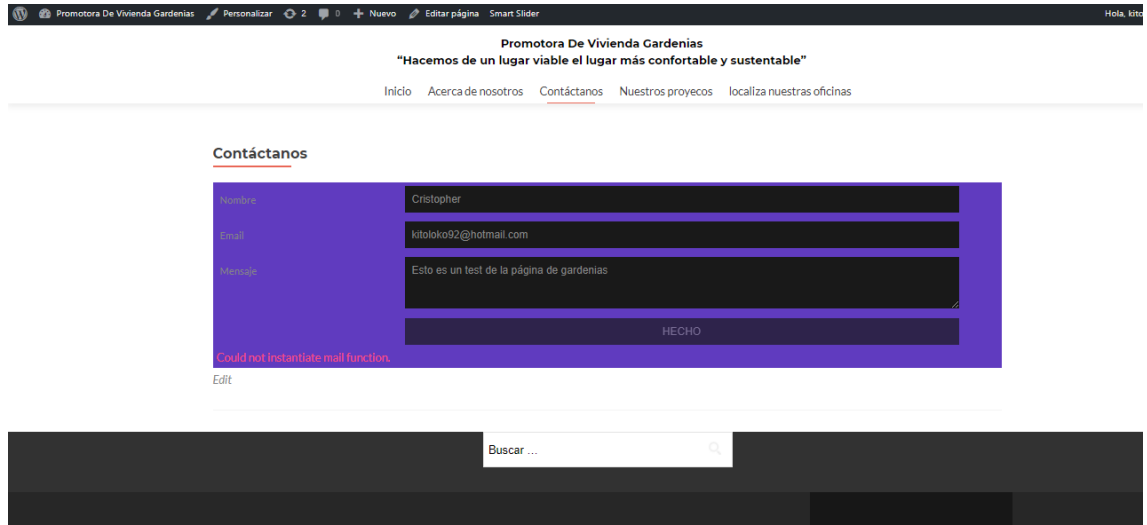 Promotora De Vivienda Gardenias Personalizar 2 0 Nuevo Editar página Smart Slider Hola, kito
Promotora De Vivienda Gardenias
“Hacemos de un lugar viable el lugar más confortable y sustentable”
Inicio Acerca de nosotros Contáctanos Nuestros proyecos localiza nuestras oficinas
Contáctanos
Nombre Cristopher
Email kitoloko92@hotmail.com
Mensaje Esto es un test de la página de gardenias
HECHO
Could not instantiate mail function.
Edit
Buscar ...